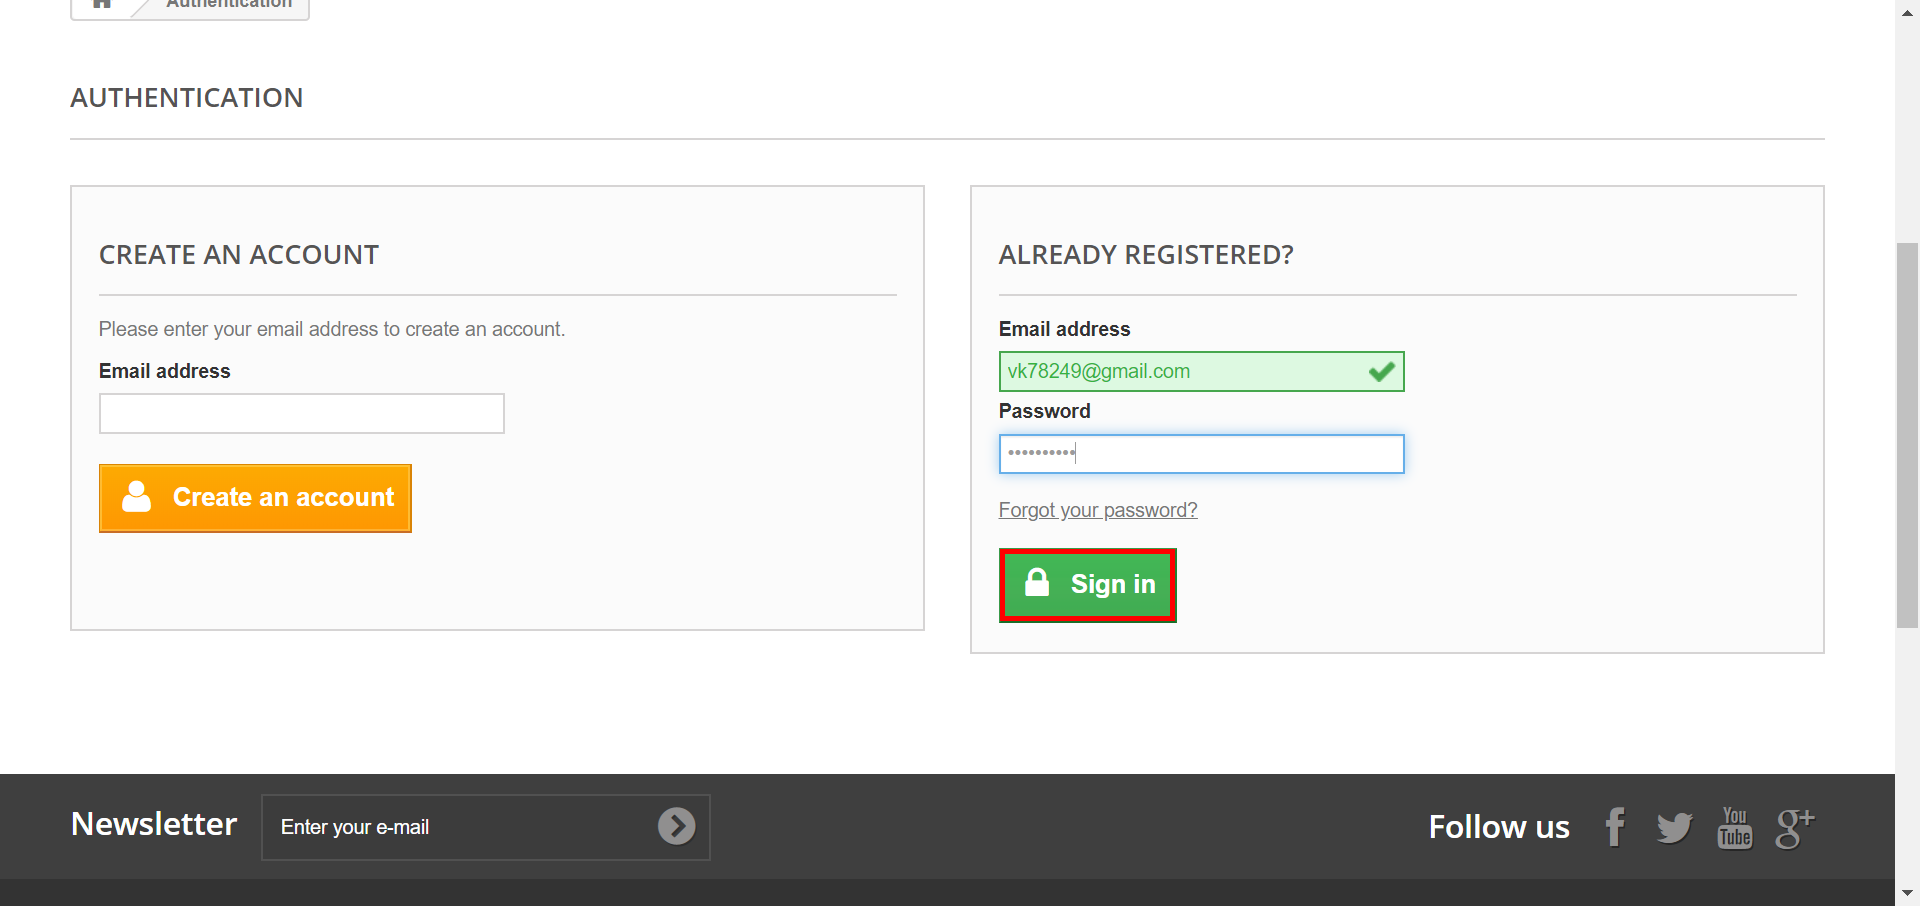 Authentication
AUTHENTICATION
CREATE AN ACCOUNT
Please enter your email address to create an account.
Email address
Create an account
ALREADY REGISTERED?
Email address
vk78249@gmail.com
Password
••••••••••
Forgot your password?
Sign in
Newsletter
Enter your e-mail
Follow us
You
Tube
g+